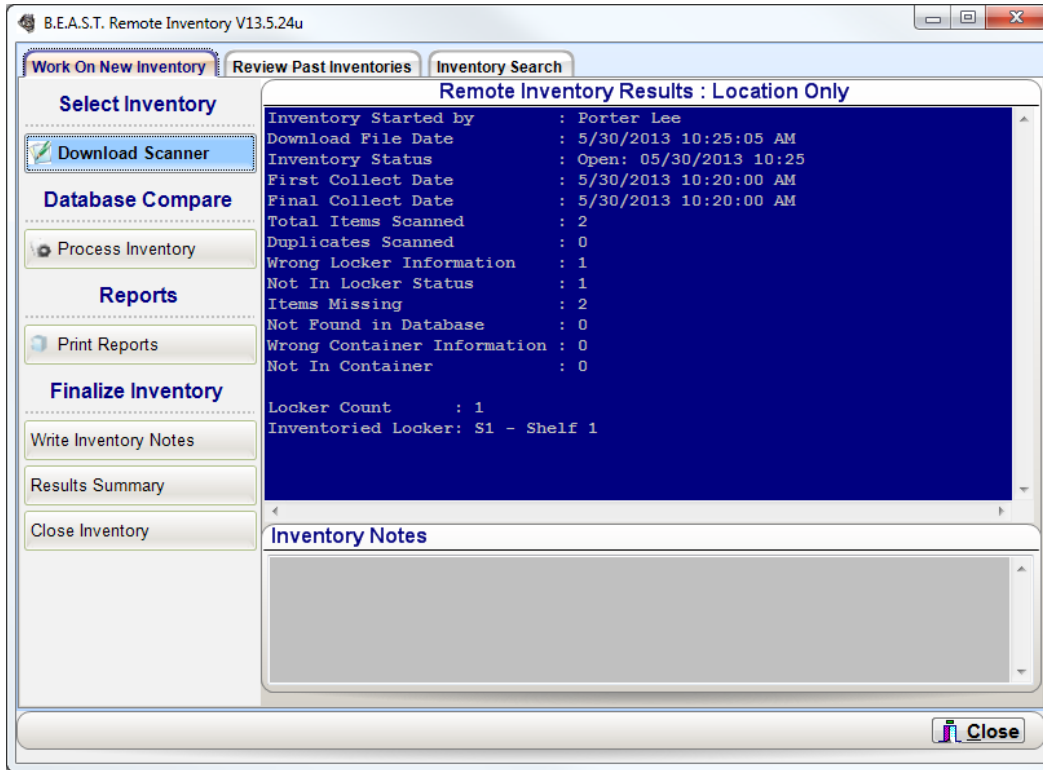 B.E.A.S.T. Remote Inventory V13.5.24u
Work On New Inventory
Review Past Inventories
Inventory Search
Select Inventory
Download Scanner
Database Compare
Process Inventory
Reports
Print Reports
Finalize Inventory
Write Inventory Notes
Results Summary
Close Inventory
Remote Inventory Results : Location Only
Inventory Started by : Porter Lee
Download File Date : 5/30/2013 10:25:05 AM
Inventory Status : Open: 05/30/2013 10:25
First Collect Date : 5/30/2013 10:20:00 AM
Final Collect Date : 5/30/2013 10:20:00 AM
Total Items Scanned : 2
Duplicates Scanned : 0
Wrong Locker Information : 1
Not In Locker Status : 1
Items Missing : 2
Not Found in Database : 0
Wrong Container Information : 0
Not In Container : 0
Locker Count : 1
Inventoried Locker: S1 - Shelf 1
Inventory Notes
Close